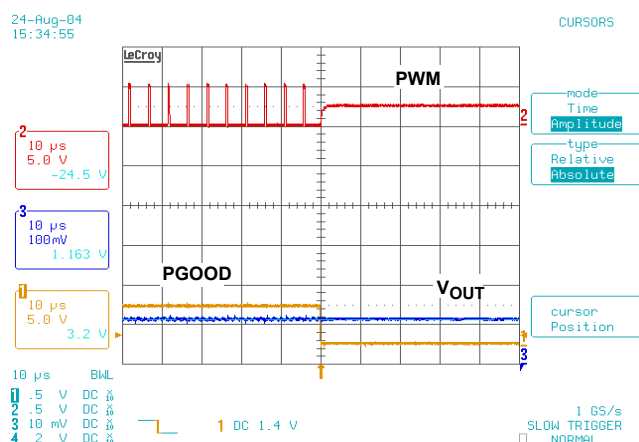 24-Aug-04
15:34:55
CURSORS
LeCroy
PWM
mode
Time
Amplitude
type
Relative
Absolute
2
10 µs
5.0 V
-24.5 V
2
3
10 µs
100mV
1.163 V
PGOOD
VOUT
1
10 µs
5.0 V
3.2 V
cursor
Position
1
3
10 µs BWL
1 .5 V DC
2 .5 V DC
3 10 mV DC
4 2 V DC
1 DC 1.4 V
1 GS/s
SLOW TRIGGER
NORMAL